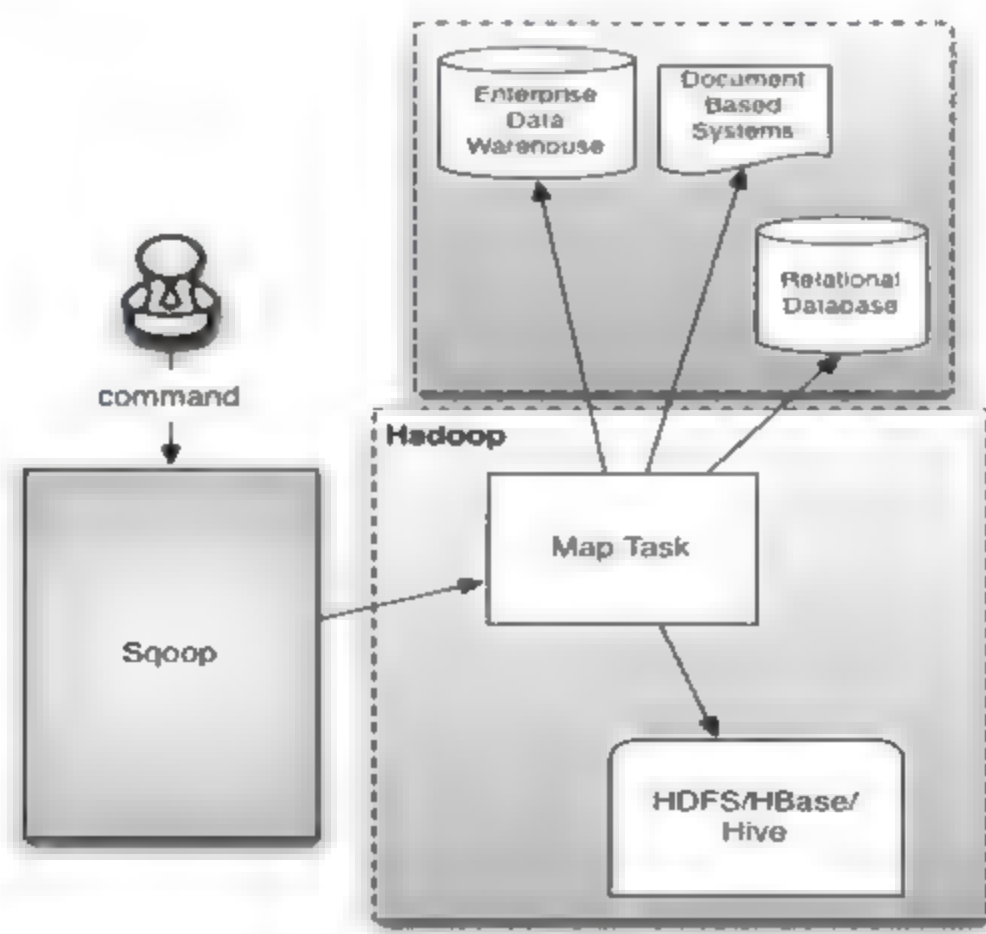 Enterprise
Data
Warehouse
Document
Based
Systems
Relational
Database
command
Hadoop
Map Task
Sqoop
HDFS/HBase/
Hive